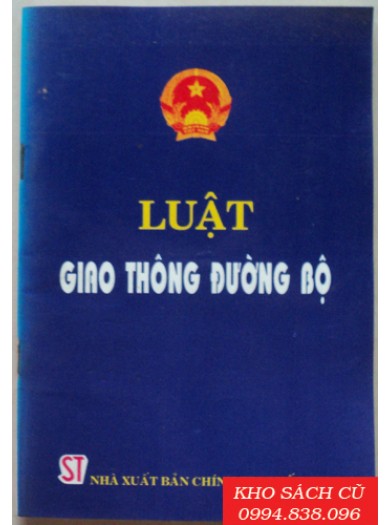 LUẬT
GIAO THÔNG ĐƯỜNG BỘ
ST
NHÀ XUẤT BẢN CHÍN
KHO SÁCH CŨ
0994.838.096